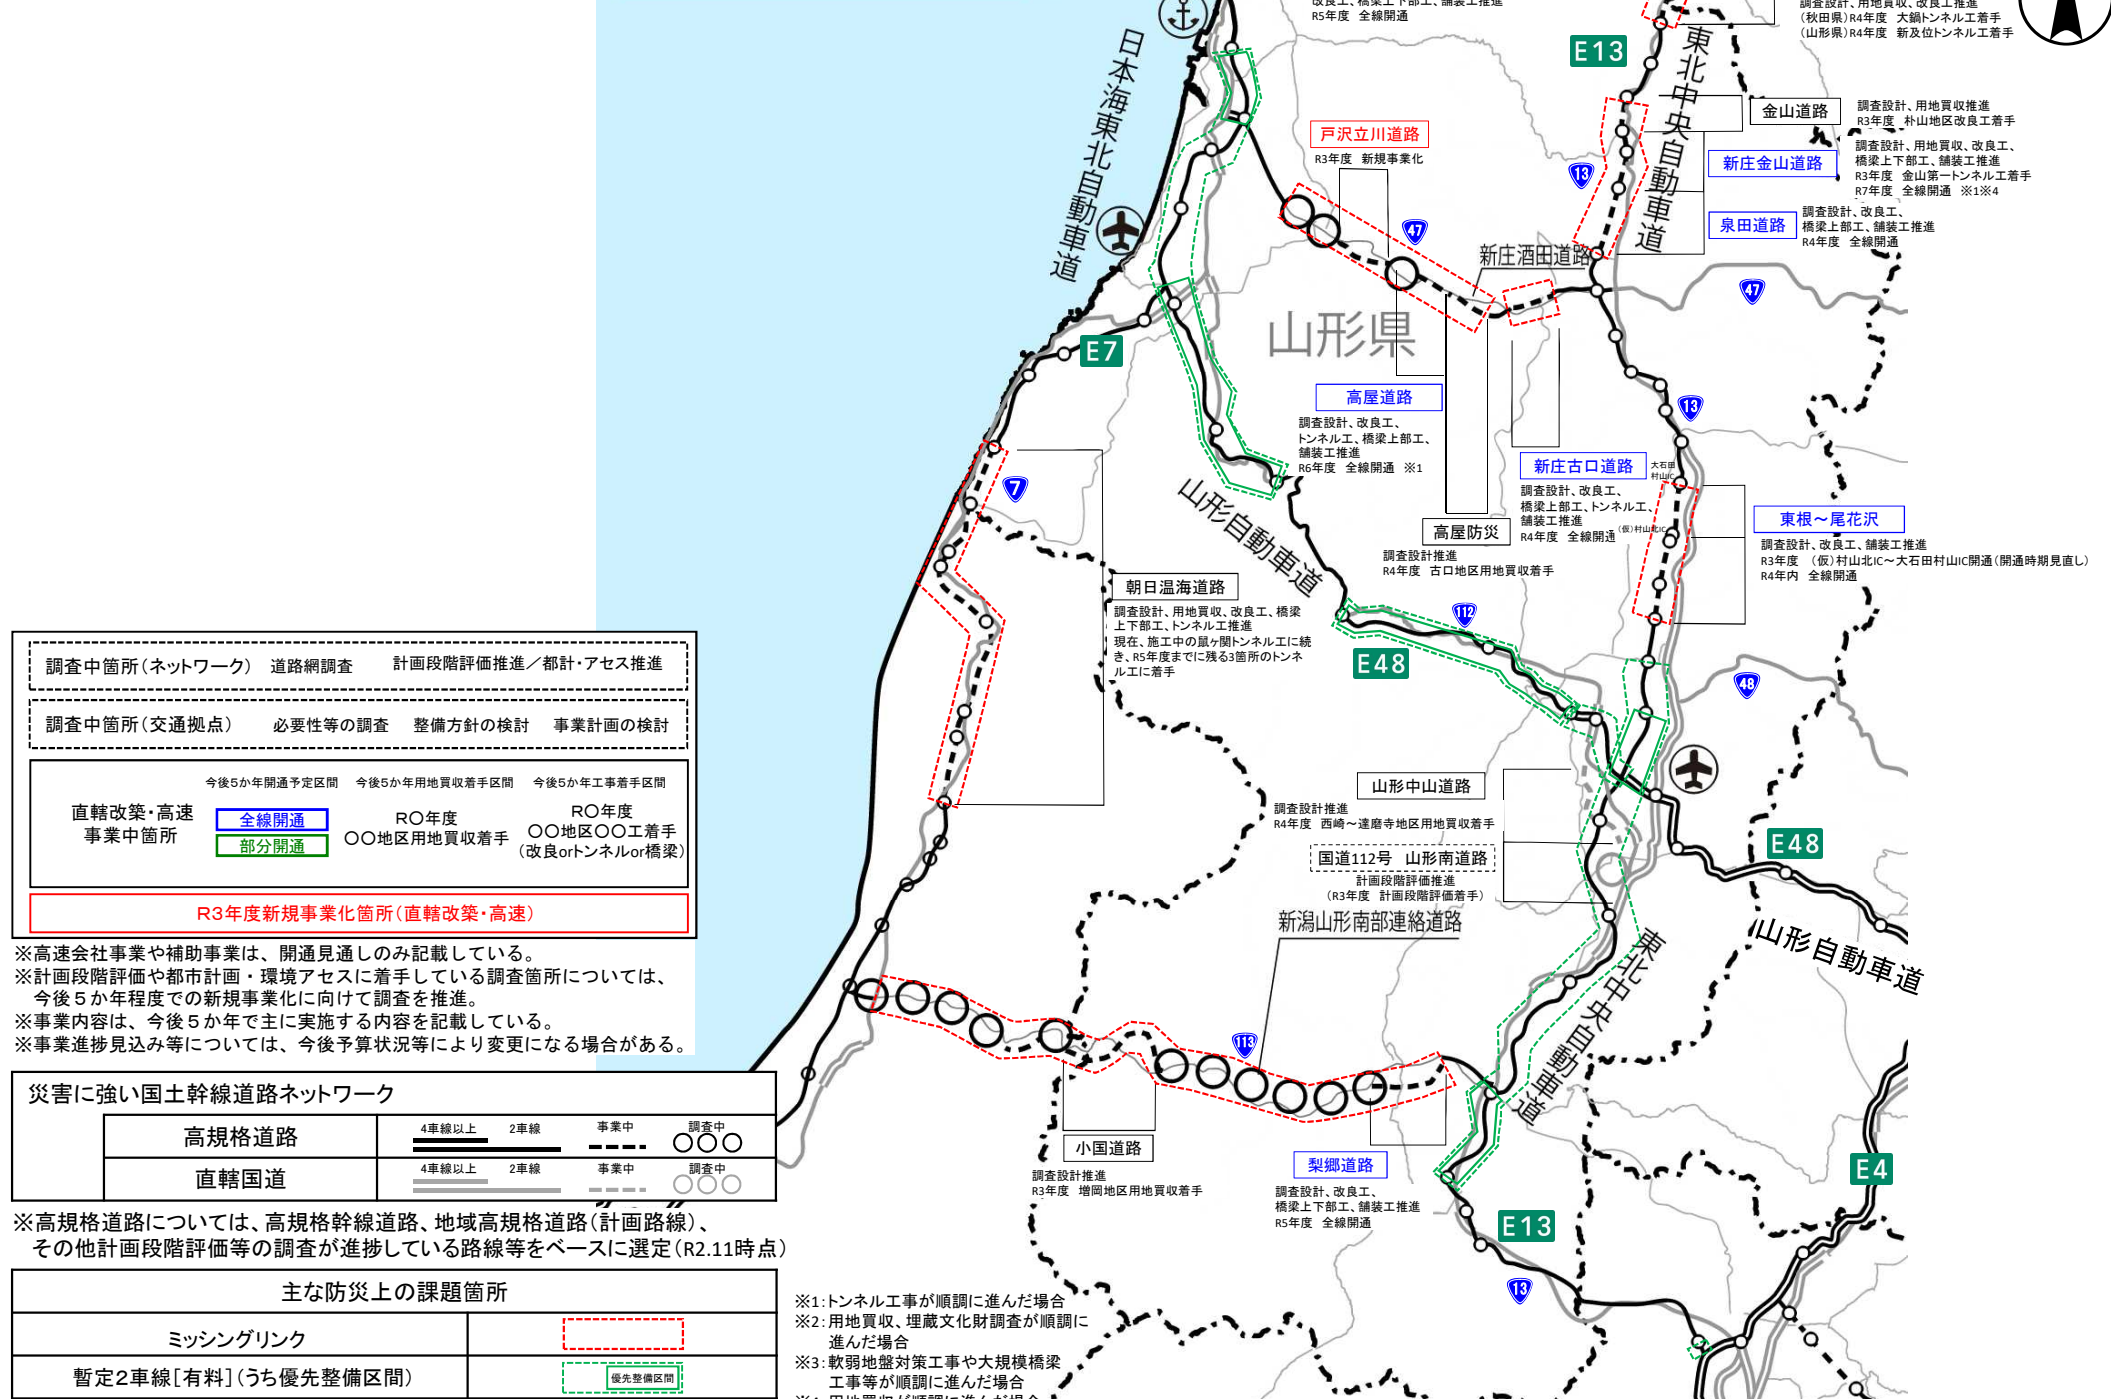 改良工、橋梁上下部工、舗装工推進
R5年度 全線開通
調査設計、用地買収、改良工推進
(秋田県)R4年度 大鍋トンネル工着手
(山形県)R4年度 新及位トンネル工着手
E13
東北中央自動車道
日本海東北自動車道
金山道路
調査設計、用地買収推進
R3年度 朴山地区改良工着手
戸沢立川道路
R3年度 新規事業化
13
新庄金山道路
調査設計、用地買収、改良工、
橋梁上下部工、舗装工推進
R3年度 金山第一トンネル工着手
R7年度 全線開通 ※1※4
泉田道路
調査設計、改良工、
橋梁上部工、舗装工推進
R4年度 全線開通
47
新庄酒田道路
47
山形県
E7
高屋道路
調査設計、改良工、
トンネル工、橋梁上部工、
舗装工推進
R6年度 全線開通 ※1
13
新庄古口道路
調査設計、改良工、
橋梁上部工、トンネル工、
舗装工推進
R4年度 全線開通
大石田
村山IC
(仮)村山北IC
7
山形自動車道
高屋防災
調査設計推進
R4年度 古口地区用地買収着手
東根～尾花沢
調査設計、改良工、舗装工推進
R3年度 (仮)村山北IC～大石田村山IC開通(開通時期見直し)
R4年内 全線開通
朝日温海道路
調査設計、用地買収、改良工、橋梁
上下部工、トンネル工推進
現在、施工中の鼠ヶ関トンネル工に続
き、R5年度までに残る3箇所のトンネ
ル工に着手
112
E48
48
調査中箇所(ネットワーク) 道路網調査 計画段階評価推進／都計・アセス推進
調査中箇所(交通拠点) 必要性等の調査 整備方針の検討 事業計画の検討
今後5か年開通予定区間 今後5か年用地買収着手区間 今後5か年工事着手区間
直轄改築・高速
事業中箇所
全線開通
部分開通
R〇年度
〇〇地区用地買収着手
R〇年度
〇〇地区〇〇工着手
(改良orトンネルor橋梁)
R3年度新規事業化箇所(直轄改築・高速)
※高速会社事業や補助事業は、開通見通しのみ記載している。
※計画段階評価や都市計画・環境アセスに着手している調査箇所については、
今後５か年程度での新規事業化に向けて調査を推進。
※事業内容は、今後５か年で主に実施する内容を記載している。
※事業進捗見込み等については、今後予算状況等により変更になる場合がある。
山形中山道路
調査設計推進
R4年度 西崎～達磨寺地区用地買収着手
国道112号 山形南道路
計画段階評価推進
(R3年度 計画段階評価着手)
新潟山形南部連絡道路
E48
山形自動車道
東北中央自動車道
113
小国道路
調査設計推進
R3年度 増岡地区用地買収着手
梨郷道路
調査設計、改良工、
橋梁上下部工、舗装工推進
R5年度 全線開通
E13
E4
13
災害に強い国土幹線道路ネットワーク
高規格道路 4車線以上 2車線 事業中 調査中
直轄国道 4車線以上 2車線 事業中 調査中
※高規格道路については、高規格幹線道路、地域高規格道路(計画路線)、
その他計画段階評価等の調査が進捗している路線等をベースに選定(R2.11時点)
主な防災上の課題箇所
ミッシングリンク
暫定2車線[有料](うち優先整備区間) 優先整備区間
※1:トンネル工事が順調に進んだ場合
※2:用地買収、埋蔵文化財調査が順調に
進んだ場合
※3:軟弱地盤対策工事や大規模橋梁
工事等が順調に進んだ場合
※4:用地買収が順調に進んだ場合